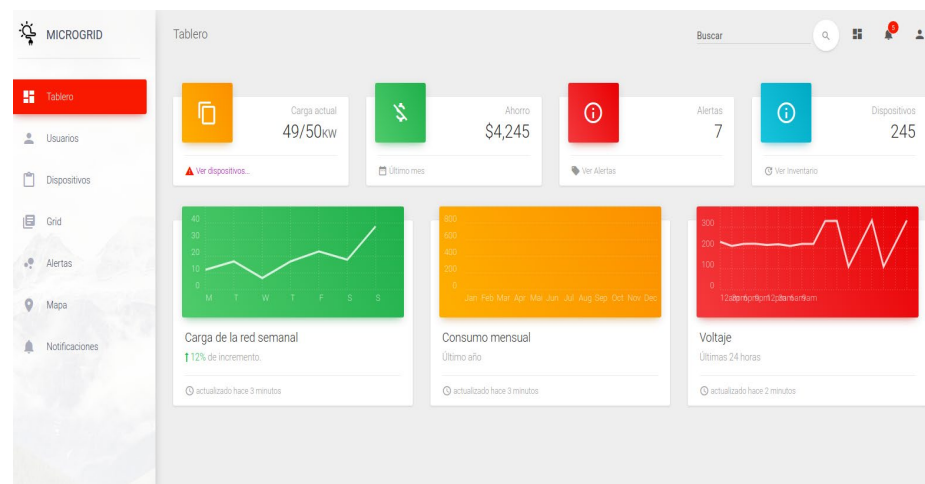 MICROGRID
Tablero
Buscar
5
Tablero
Usuarios
Dispositivos
Grid
Alertas
Mapa
Notificaciones
Carga actual
49/50KW
Ver dispositivos...
Ahorro
$4,245
Último mes
Alertas
7
Ver Alertas
Dispositivos
245
Ver inventario
40
30
20
10
0
M T W T F S S
Carga de la red semanal
12% de incremento.
actualizado hace 3 minutos
800
600
400
200
0
Jan Feb Mar Apr Mai Jun Jul Aug Sep Oct Nov Dec
Consumo mensual
Último año
actualizado hace 3 minutos
300
200
100
0
Voltaje
Últimas 24 horas
actualizado hace 2 minutos